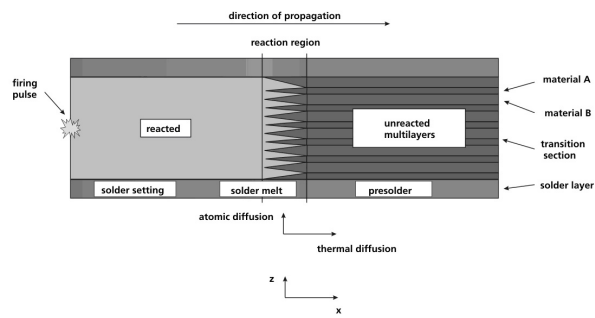 direction of propagation
reaction region
firing
pulse
material A
material B
reacted
unreacted
multilayers
transition
section
solder setting
solder melt
presolder
solder layer
atomic diffusion
thermal diffusion
z
x